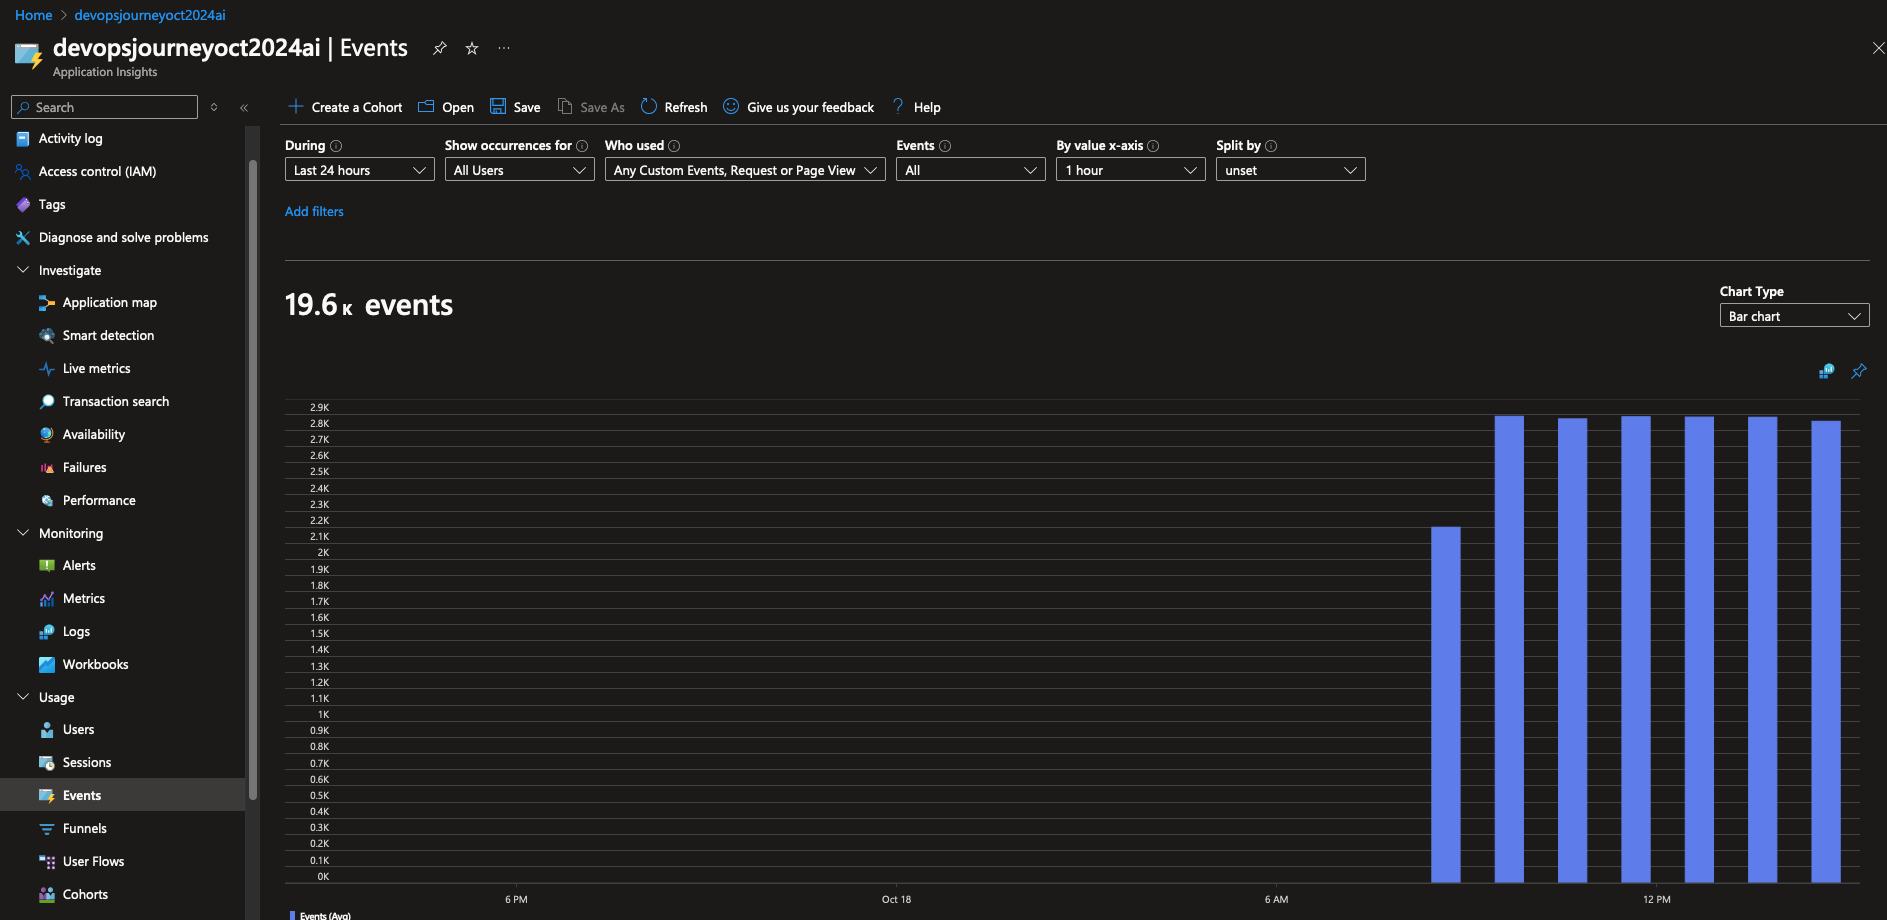 Home > devopsjourneyoct2024ai
devopsjourneyoct2024ai | Events
Application Insights
Search
Activity log
Access control (IAM)
Tags
Diagnose and solve problems
Investigate
Application map
Smart detection
Live metrics
Transaction search
Availability
Failures
Performance
Monitoring
Alerts
Metrics
Logs
Workbooks
Usage
Users
Sessions
Events
Funnels
User Flows
Cohorts
Create a Cohort Open Save Save As Refresh Give us your feedback ? Help
During Show occurrences for Who used Events By value x-axis Split by
Last 24 hours All Users Any Custom Events, Request or Page View All 1 hour unset
Add filters
19.6 K events
Chart Type
Bar chart
2.9K
2.8K
2.7K
2.6K
2.5K
2.4K
2.3K
2.2K
2.1K
2K
1.9K
1.8K
1.7K
1.6K
1.5K
1.4K
1.3K
1.2K
1.1K
1K
0.9K
0.8K
0.7K
0.6K
0.5K
0.4K
0.3K
0.2K
0.1K
0K
6 PM Oct 18 6 AM 12 PM
Events (Avg)